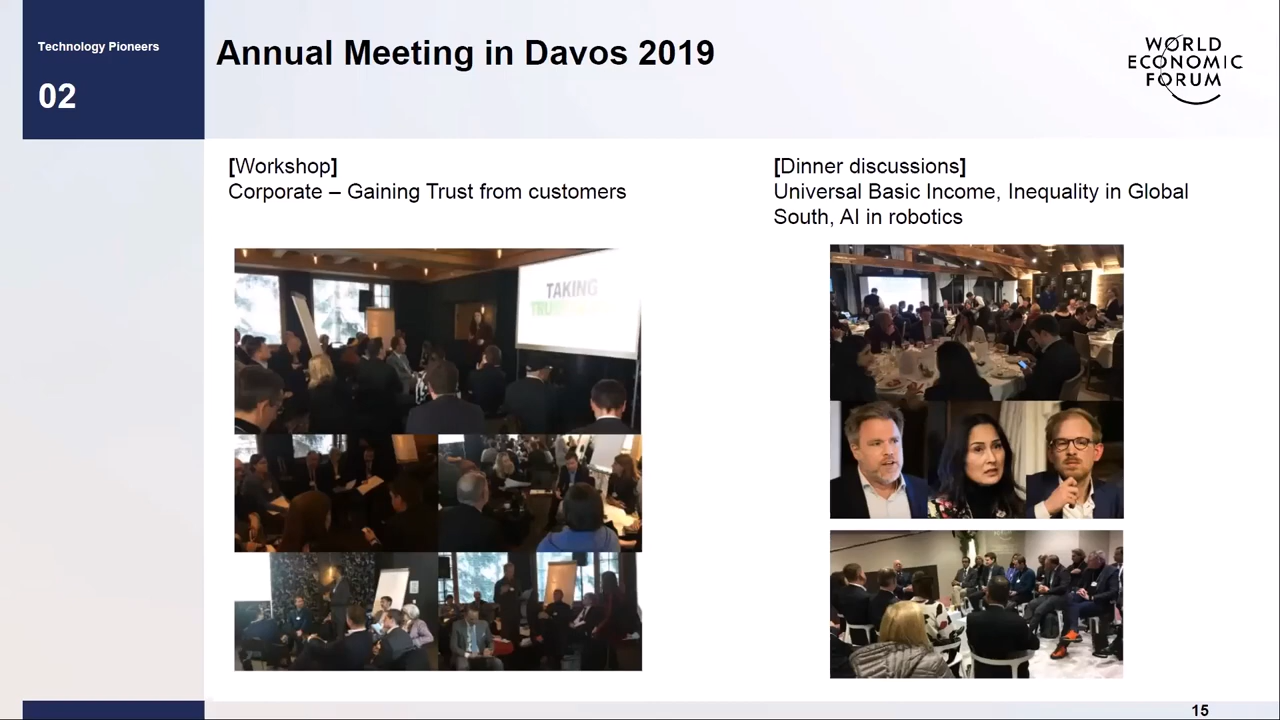 Technology Pioneers
02
Annual Meeting in Davos 2019
WORLD
ECONOMIC
FORUM
[Workshop]
Corporate – Gaining Trust from customers
[Dinner discussions]
Universal Basic Income, Inequality in Global
South, AI in robotics
TAKING
15